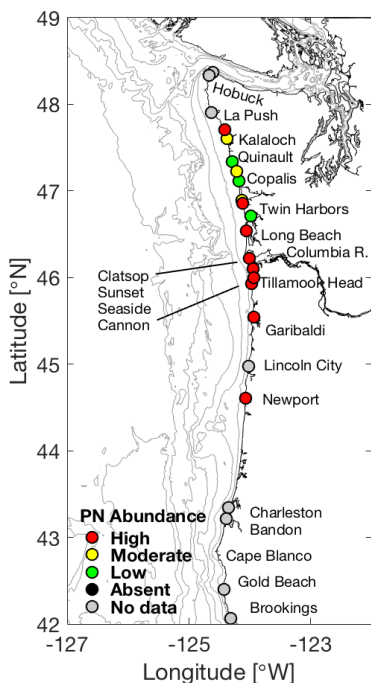 49
48
47
46
45
44
43
42
Latitude [°N]
Hobuck
La Push
Kalaloch
Quinault
Copalis
Twin Harbors
Long Beach
Columbia R.
Clatsop
Sunset
Seaside
Cannon
Tillamook Head
Garibaldi
Lincoln City
Newport
Charleston
Bandon
Cape Blanco
Gold Beach
Brookings
PN Abundance
High
Moderate
Low
Absent
No data
-127
-125
-123
Longitude [°W]